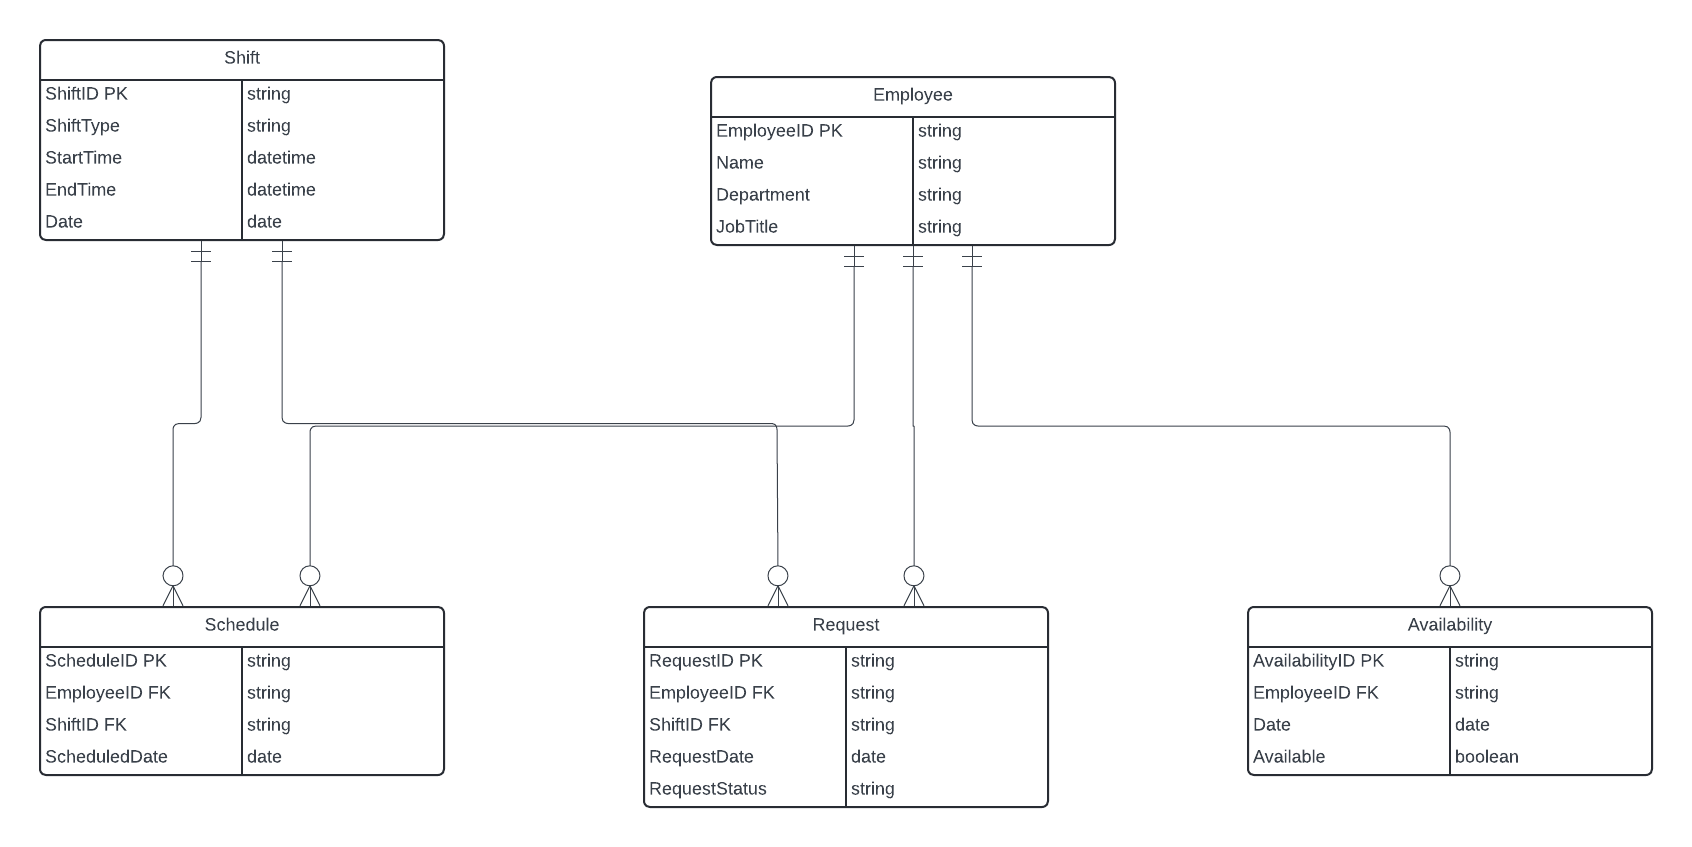 Shift
ShiftID PK string
ShiftType string
StartTime datetime
EndTime datetime
Date date
Employee
EmployeeID PK string
Name string
Department string
JobTitle string
Schedule
ScheduleID PK string
EmployeeID FK string
ShiftID FK string
ScheduledDate date
Request
RequestID PK string
EmployeeID FK string
ShiftID FK string
RequestDate date
RequestStatus string
Availability
AvailabilityID PK string
EmployeeID FK string
Date date
Available boolean